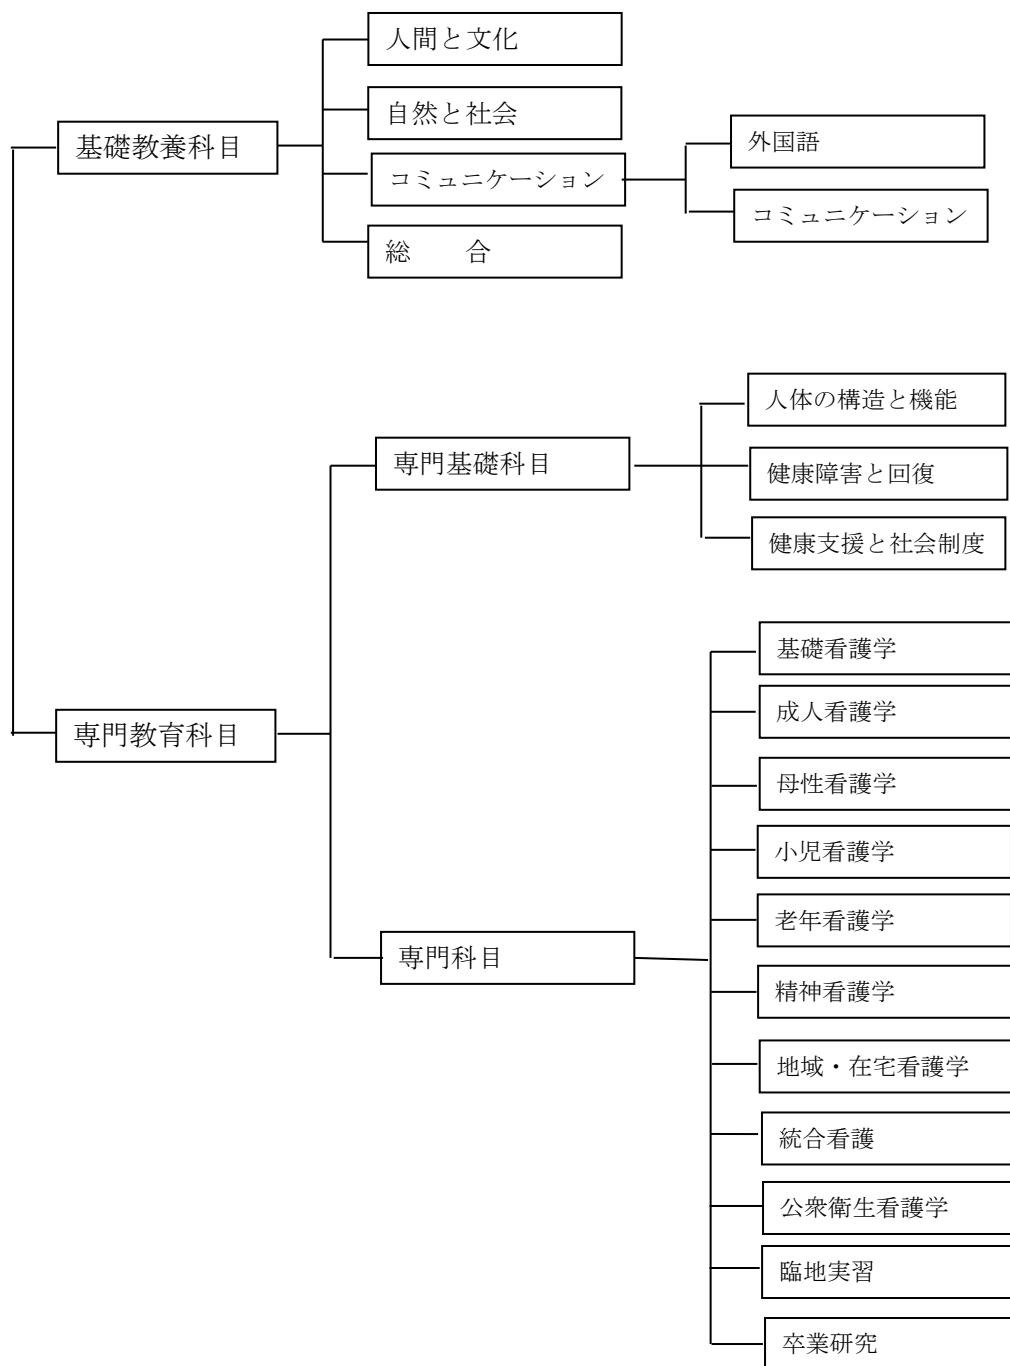 人間と文化
自然と社会
基礎教養科目
外国語
コミュニケーション
コミュニケーション
総　　合
人体の構造と機能
専門基礎科目
健康障害と回復
健康支援と社会制度
基礎看護学
成人看護学
専門教育科目
母性看護学
小児看護学
老年看護学
専門科目
精神看護学
地域・在宅看護学
統合看護
公衆衛生看護学
臨地実習
卒業研究